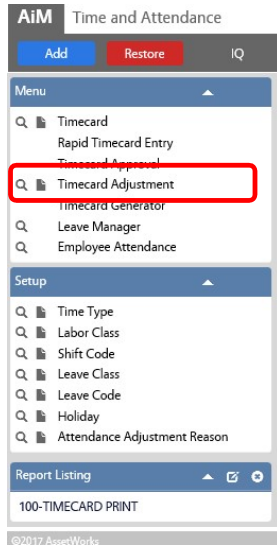 AiM Time and Attendance
Add Restore IQ
Menu
Timecard
Rapid Timecard Entry
Timecard Approval
Timecard Adjustment
Timecard Generator
Leave Manager
Employee Attendance
Setup
Time Type
Labor Class
Shift Code
Leave Class
Leave Code
Holiday
Attendance Adjustment Reason
Report Listing
100-TIMECARD PRINT
©2017 AssetWorks